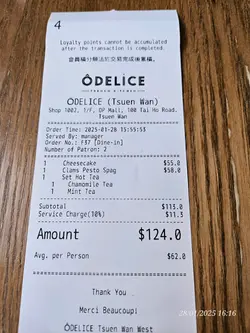 4
Loyalty points cannot be accumulated
after the transaction is completed.
ÔDELICE
FRENCH KITCHEN
ÔDELICE (Tsuen Wan)
Shop 1002, 1/F, OP Mall, 100 Tai Ho Road,
Tsuen Wan
Order Time: 2025-01-28 15:55:53
Served By: manager
Order No.: F37 [Dine-in]
Number of Patron: 2
1 Cheesecake $55.0
1 Clams Pesto Spag $58.0
1 Set Hot Tea
1 Chamomile Tea
1 Mint Tea
Subtotal $113.0
Service Charge(10%) $11.3
Amount $124.0
Avg. per Person $62.0
Thank You
Merci Beaucoup!
ÔDELICE Tsuen Wan West
28/01/2025 16:16